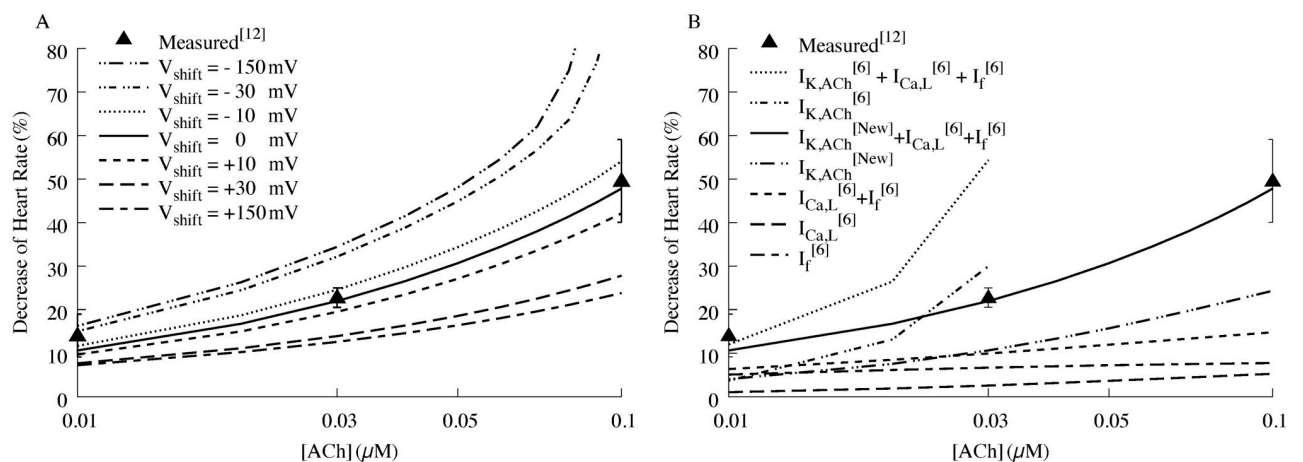 A
Measured[12]
Vshift = - 150 mV
Vshift = - 30 mV
Vshift = - 10 mV
Vshift = 0 mV
Vshift = +10 mV
Vshift = +30 mV
Vshift = +150 mV
Decrease of Heart Rate (%)
80
70
60
50
40
30
20
10
0
0.01
0.03
0.05
0.1
[ACh] (μM)
B
Measured[12]
IK,ACh[6] + ICa,L[6] + If[6]
IK,ACh[6]
IK,ACh[New]+ICa,L[6]+If[6]
IK,ACh[New]
ICa,L[6]+If[6]
ICa,L[6]
If[6]
Decrease of Heart Rate (%)
80
70
60
50
40
30
20
10
0
0.01
0.03
0.05
0.1
[ACh] (μM)